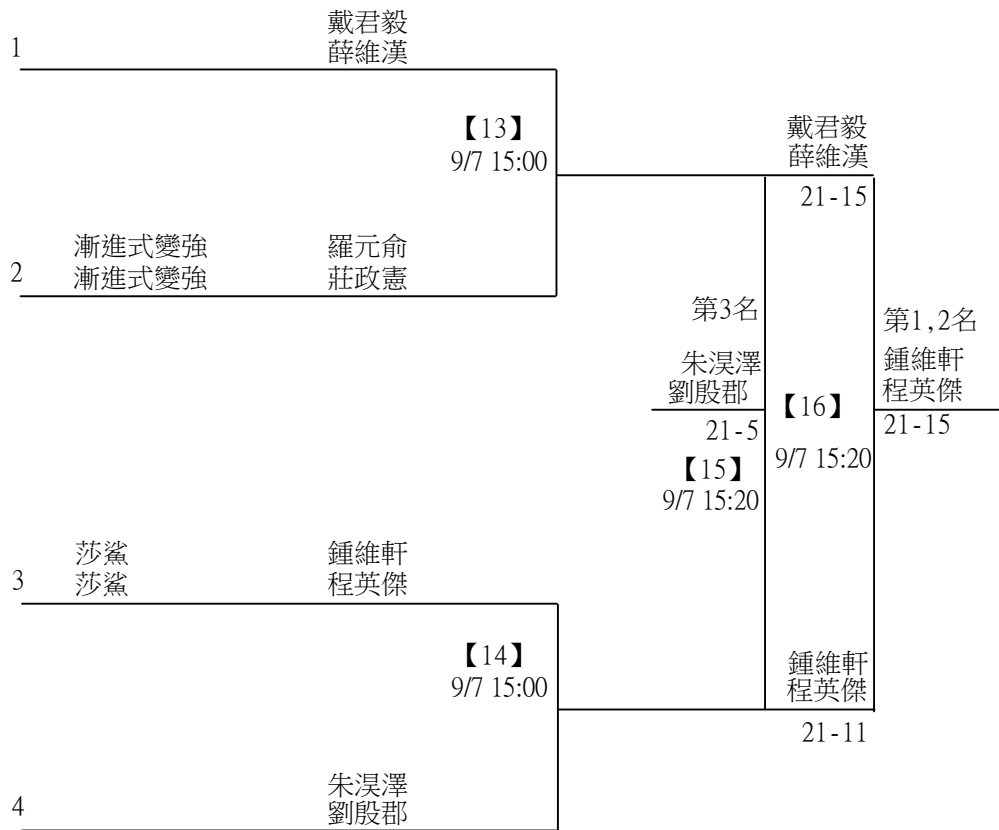 戴君毅
1 薛維漢
【13】
9/7 15:00
戴君毅
薛維漢
21-15
漸進式變強 羅元俞
2 漸進式變強 莊政憲
第3名
第1,2名
朱淏澤
劉殷郡
鍾維軒
程英傑
【16】
21-5
21-15
【15】
9/7 15:20
9/7 15:20
莎鯊 鍾維軒
3 莎鯊 程英傑
【14】
9/7 15:00
鍾維軒
程英傑
21-11
朱淏澤
4 劉殷郡